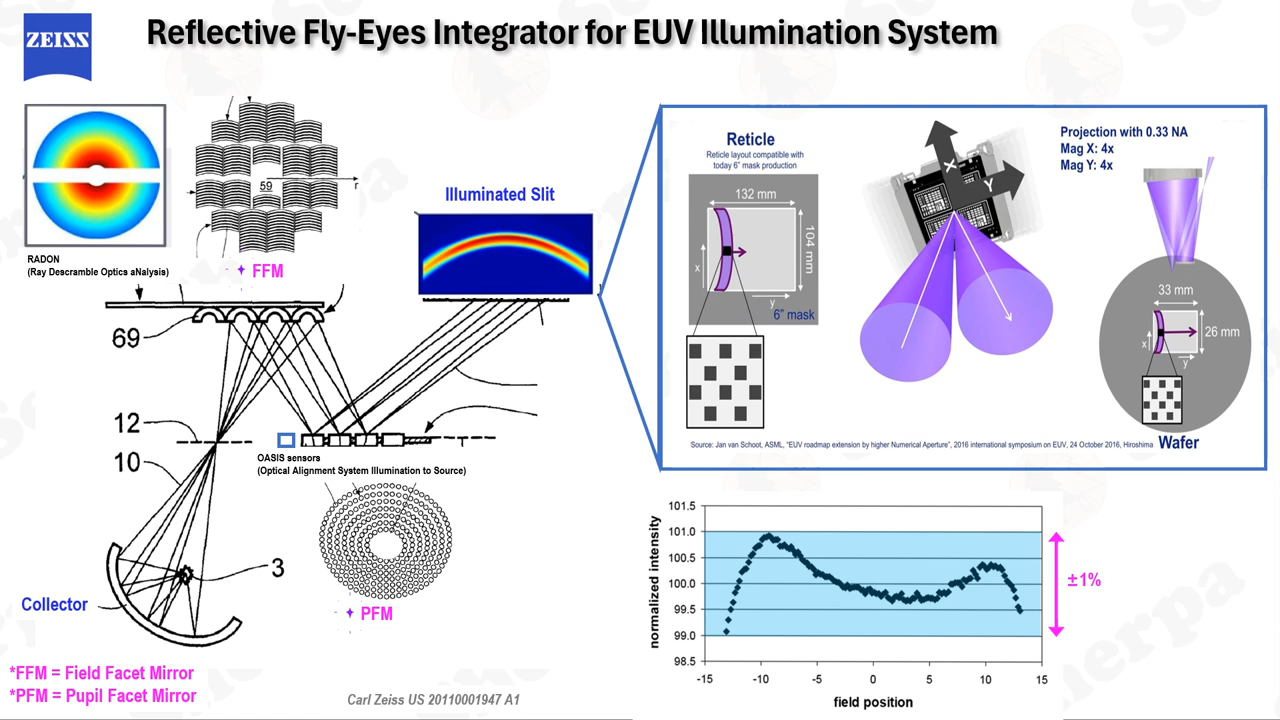 ZEISS
Reflective Fly-Eyes Integrator for EUV Illumination System
59
r
RADON
(Ray Descramble Optics aNalysis)
FFM
Illuminated Slit
69
12
10
OASIS sensors
(Optical Alignment System Illumination to Source)
3
Collector
PFM
*FFM = Field Facet Mirror
*PFM = Pupil Facet Mirror
Carl Zeiss US 20110001947 A1
Reticle
Reticle layout compatible with
today 6” mask production
132 mm
104 mm
x
y
6” mask
X
Y
Projection with 0.33 NA
Mag X: 4x
Mag Y: 4x
33 mm
26 mm
x
y
Wafer
Source: Jan van Schoot, ASML, “EUV roadmap extension by higher Numerical Aperture”, 2016 international symposium on EUV, 24 October 2016, Hiroshima
normalized intensity
101.5
101.0
100.5
100.0
99.5
99.0
98.5
-15
-10
-5
0
5
10
15
field position
±1%